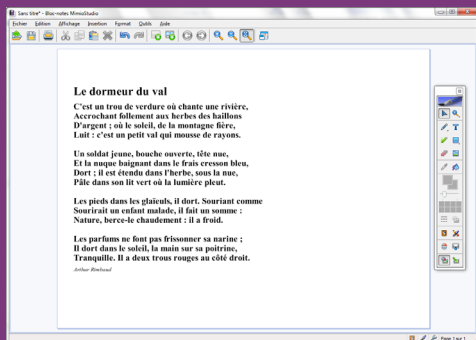 Sans titre* - Bloc-notes MimioStudio
Fichier Edition Affichage Insertion Format Outils Aide
Le dormeur du val
C'est un trou de verdure où chante une rivière,
Accrochant follement aux herbes des haillons
D'argent ; où le soleil, de la montagne fière,
Luit : c'est un petit val qui mousse de rayons.
Un soldat jeune, bouche ouverte, tête nue,
Et la nuque baignant dans le frais cresson bleu,
Dort ; il est étendu dans l'herbe, sous la nue,
Pâle dans son lit vert où la lumière pleut.
Les pieds dans les glaïeuls, il dort. Souriant comme
Sourirait un enfant malade, il fait un somme :
Nature, berce-le chaudement : il a froid.
Les parfums ne font pas frissonner sa narine ;
Il dort dans le soleil, la main sur sa poitrine,
Tranquille. Il a deux trous rouges au côté droit.
Arthur Rimbaud
Page 1 sur 1